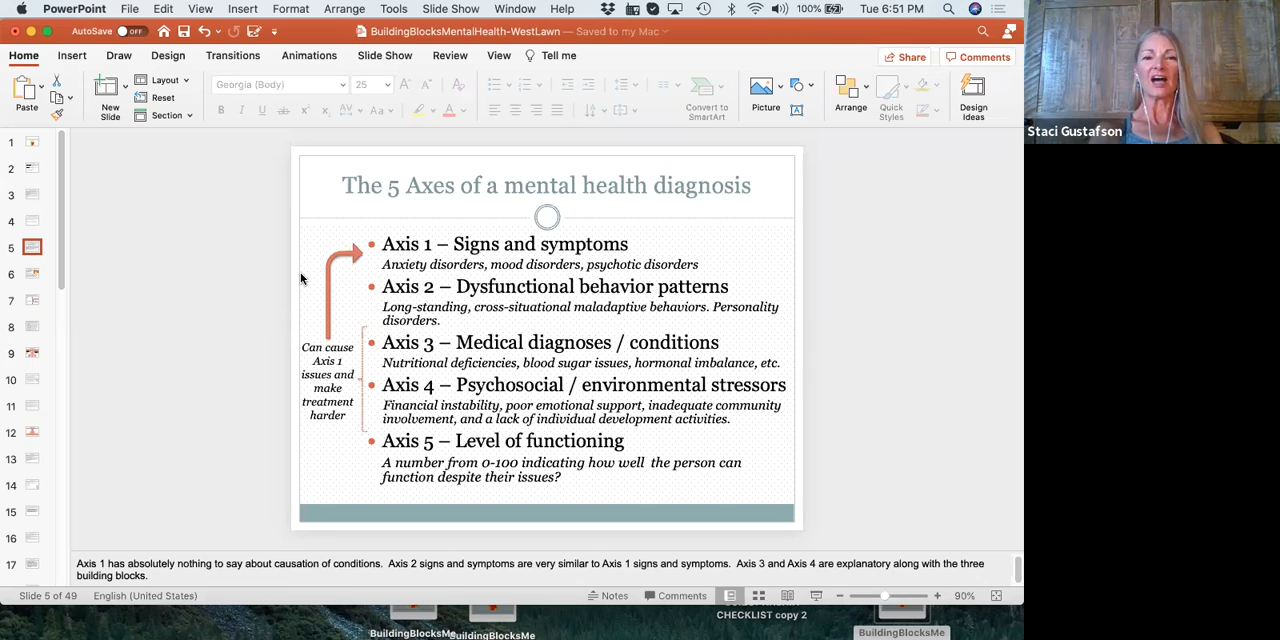 PowerPoint File Edit View Insert Format Arrange Tools Slide Show Window Help 100% Tue 6:51 PM
AutoSave OFF BuildingBlocksMentalHealth-WestLawn — Saved to my Mac
Home Insert Draw Design Transitions Animations Slide Show Review View Tell me Share Comments
Paste New Slide Layout Reset Section Georgia (Body) 25 Convert to SmartArt Picture Arrange Quick Styles Design Ideas
B I U ab x² x₂ AV Aa A
Staci Gustafson
1
2
3
4
5
6
7
8
9
10
11
12
13
14
15
16
17
The 5 Axes of a mental health diagnosis
Axis 1 – Signs and symptoms
Anxiety disorders, mood disorders, psychotic disorders
Axis 2 – Dysfunctional behavior patterns
Long-standing, cross-situational maladaptive behaviors. Personality
disorders.
Axis 3 – Medical diagnoses / conditions
Nutritional deficiencies, blood sugar issues, hormonal imbalance, etc.
Axis 4 – Psychosocial / environmental stressors
Financial instability, poor emotional support, inadequate community
involvement, and a lack of individual development activities.
Axis 5 – Level of functioning
A number from 0-100 indicating how well the person can
function despite their issues?
Can cause
Axis 1
issues and
make
treatment
harder
Axis 1 has absolutely nothing to say about causation of conditions. Axis 2 signs and symptoms are very similar to Axis 1 signs and symptoms. Axis 3 and Axis 4 are explanatory along with the three
building blocks.
Slide 5 of 49 English (United States) Notes Comments 90%
CHECKLIST copy 2
BuildingBlocksMe
BuildingBlocksMe
BuildingBlocksMe